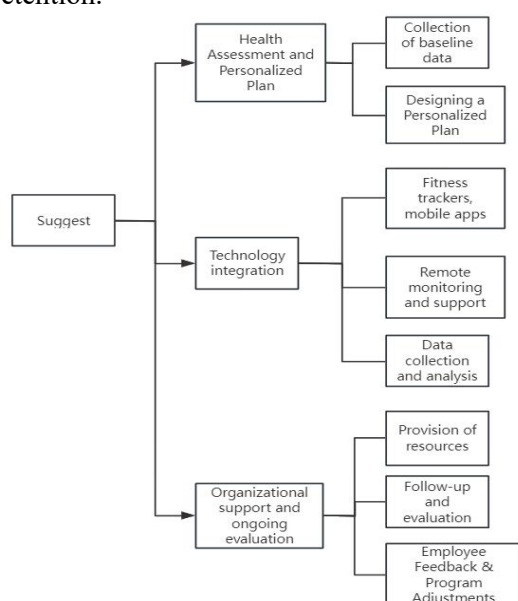 etention.
Health
Assessment and
Personalized
Plan
Collection
of baseline
data
Designing a
Personalized
Plan
Suggest
Technology
integration
Fitness
trackers,
mobile apps
Remote
monitoring
and support
Data
collection
and analysis
Organizational
support and
ongoing
evaluation
Provision of
resources
Follow-up
and
evaluation
Employee
Feedback &
Program
Adjustments